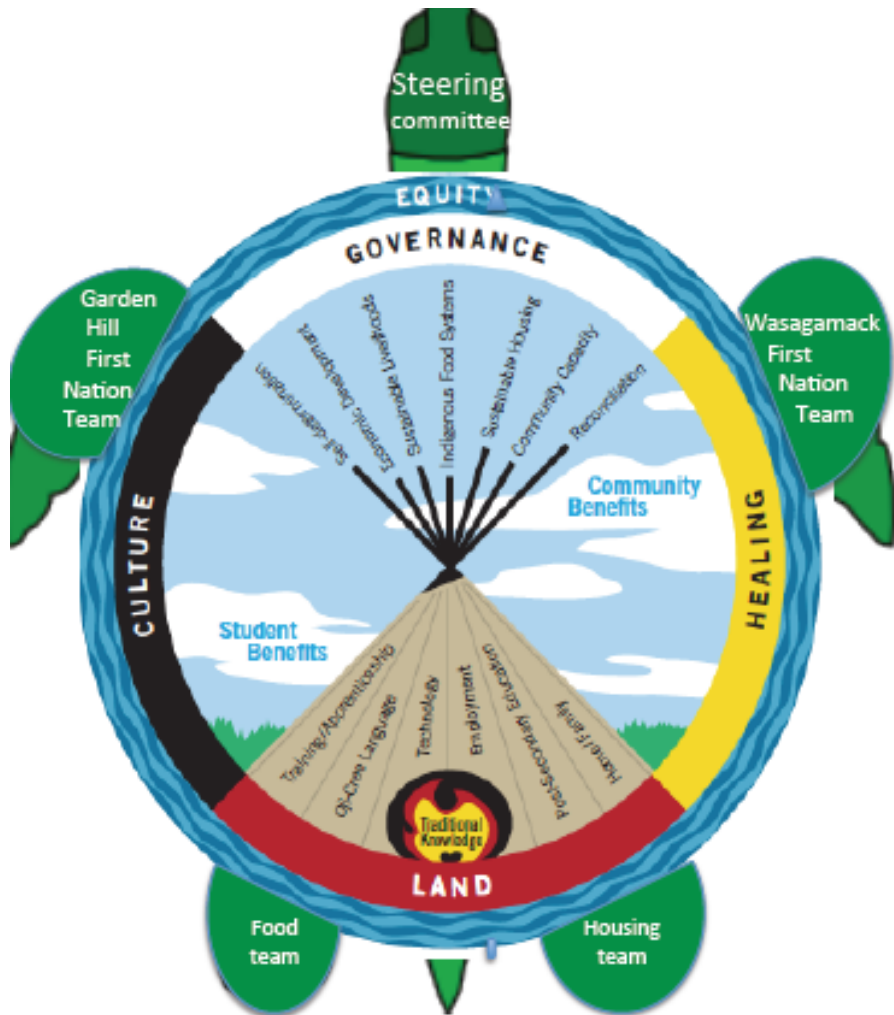 Steering
committee
EQUITY
GOVERNANCE
Garden
Hill
First
Nation
Team
Wasagamack
First
Nation
Team
Self-determination
Economic Development
Sustainable Livelihoods
Indigenous Food Systems
Sustainable Housing
Community Capacity
Reconciliation
Community
Benefits
CULTURE
HEALING
Student
Benefits
Training/Apprenticeship
Oji-Cree Language
Technology
Employment
Post-Secondary Education
Home/Family
Traditional
Knowledge
LAND
Food
team
Housing
team